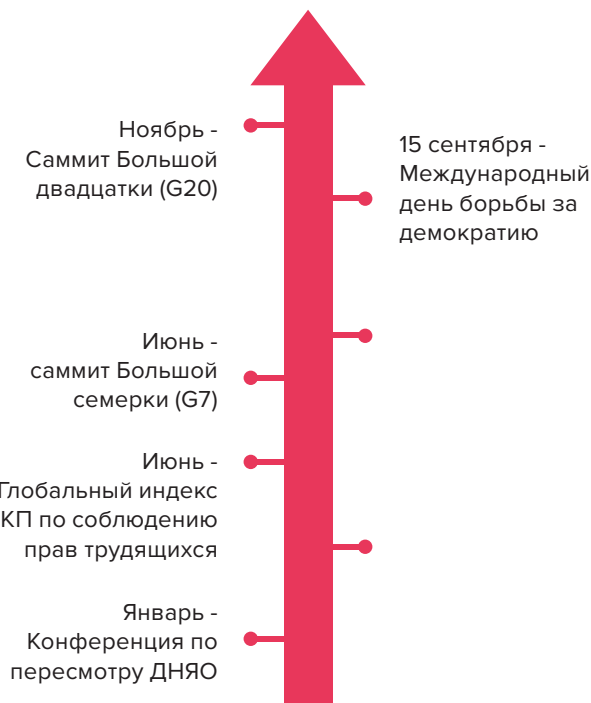 Ноябрь -
Саммит Большой
двадцатки (G20)
15 сентября -
Международный
день борьбы за
демократию
Июнь -
саммит Большой
семерки (G7)
Июнь -
Глобальный индекс
КП по соблюдению
прав трудящихся
Январь -
Конференция по
пересмотру ДНЯО